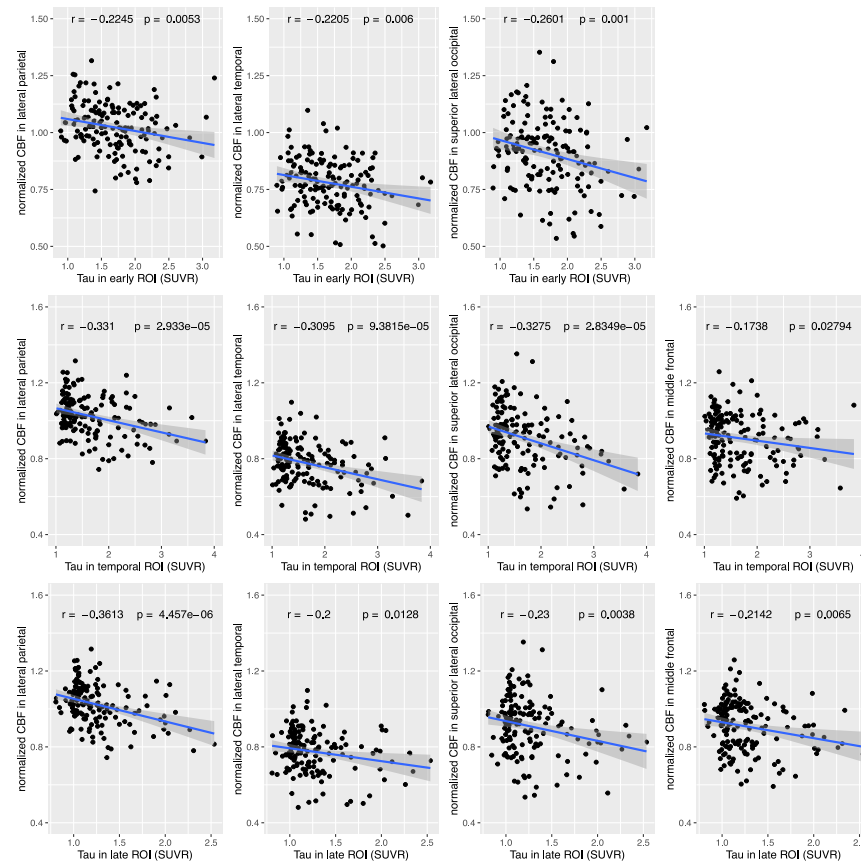 r = −0.2245 p = 0.0053
normalized CBF in lateral parietal
1.50
1.25
1.00
0.75
0.50
1.0 1.5 2.0 2.5 3.0
Tau in early ROI (SUVR)
r = −0.2205 p = 0.006
normalized CBF in lateral temporal
1.50
1.25
1.00
0.75
0.50
1.0 1.5 2.0 2.5 3.0
Tau in early ROI (SUVR)
r = −0.2601 p = 0.001
normalized CBF in superior lateral occipital
1.50
1.25
1.00
0.75
0.50
1.0 1.5 2.0 2.5 3.0
Tau in early ROI (SUVR)
r = −0.331 p = 2.933e−05
normalized CBF in lateral parietal
1.6
1.2
0.8
0.4
1 2 3 4
Tau in temporal ROI (SUVR)
r = −0.3095 p = 9.3815e−05
normalized CBF in lateral temporal
1.6
1.2
0.8
0.4
1 2 3 4
Tau in temporal ROI (SUVR)
r = −0.3275 p = 2.8349e−05
normalized CBF in superior lateral occipital
1.6
1.2
0.8
0.4
1 2 3 4
Tau in temporal ROI (SUVR)
r = −0.1738 p = 0.02794
normalized CBF in middle frontal
1.6
1.2
0.8
0.4
1 2 3 4
Tau in temporal ROI (SUVR)
r = −0.3613 p = 4.457e−06
normalized CBF in lateral parietal
1.6
1.2
0.8
0.4
1.0 1.5 2.0 2.5
Tau in late ROI (SUVR)
r = −0.2 p = 0.0128
normalized CBF in lateral temporal
1.6
1.2
0.8
0.4
1.0 1.5 2.0 2.5
Tau in late ROI (SUVR)
r = −0.23 p = 0.0038
normalized CBF in superior lateral occipital
1.6
1.2
0.8
0.4
1.0 1.5 2.0 2.5
Tau in late ROI (SUVR)
r = −0.2142 p = 0.0065
normalized CBF in middle frontal
1.6
1.2
0.8
0.4
1.0 1.5 2.0 2.5
Tau in late ROI (SUVR)